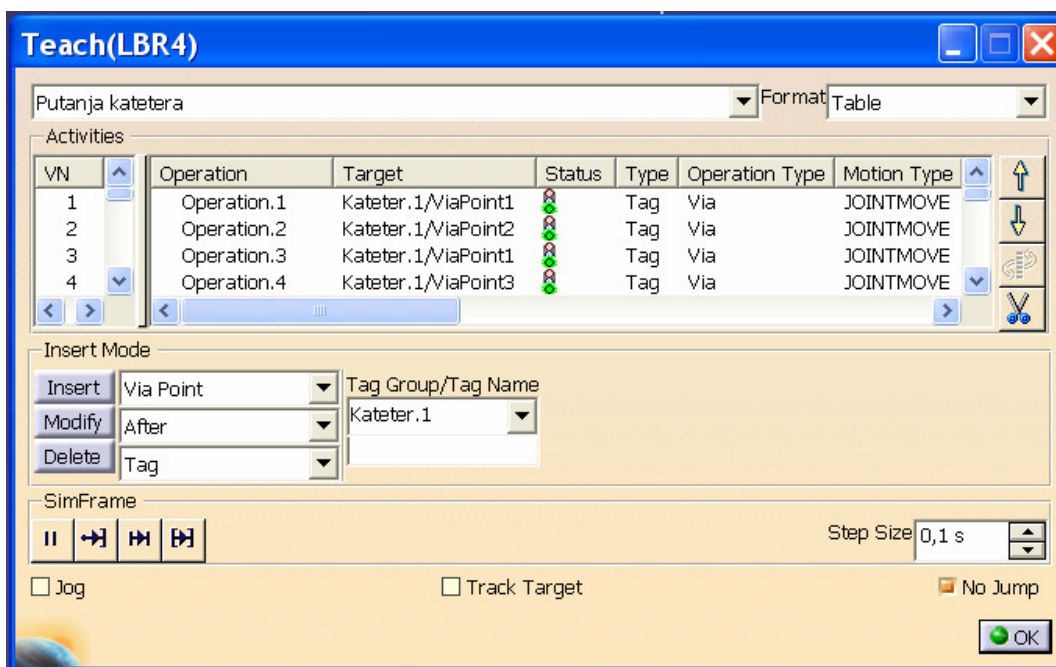 Teach(LBR4)
Putanja katetera Format Table
Activities
VN Operation Target Status Type Operation Type Motion Type
1 Operation.1 Kateter.1/ViaPoint1 Tag Via JOINTMOVE
2 Operation.2 Kateter.1/ViaPoint2 Tag Via JOINTMOVE
3 Operation.3 Kateter.1/ViaPoint1 Tag Via JOINTMOVE
4 Operation.4 Kateter.1/ViaPoint3 Tag Via JOINTMOVE
Insert Mode
Insert Via Point Tag Group/Tag Name
Modify After Kateter.1
Delete Tag
SimFrame
Step Size 0,1 s
Jog Track Target No Jump
OK